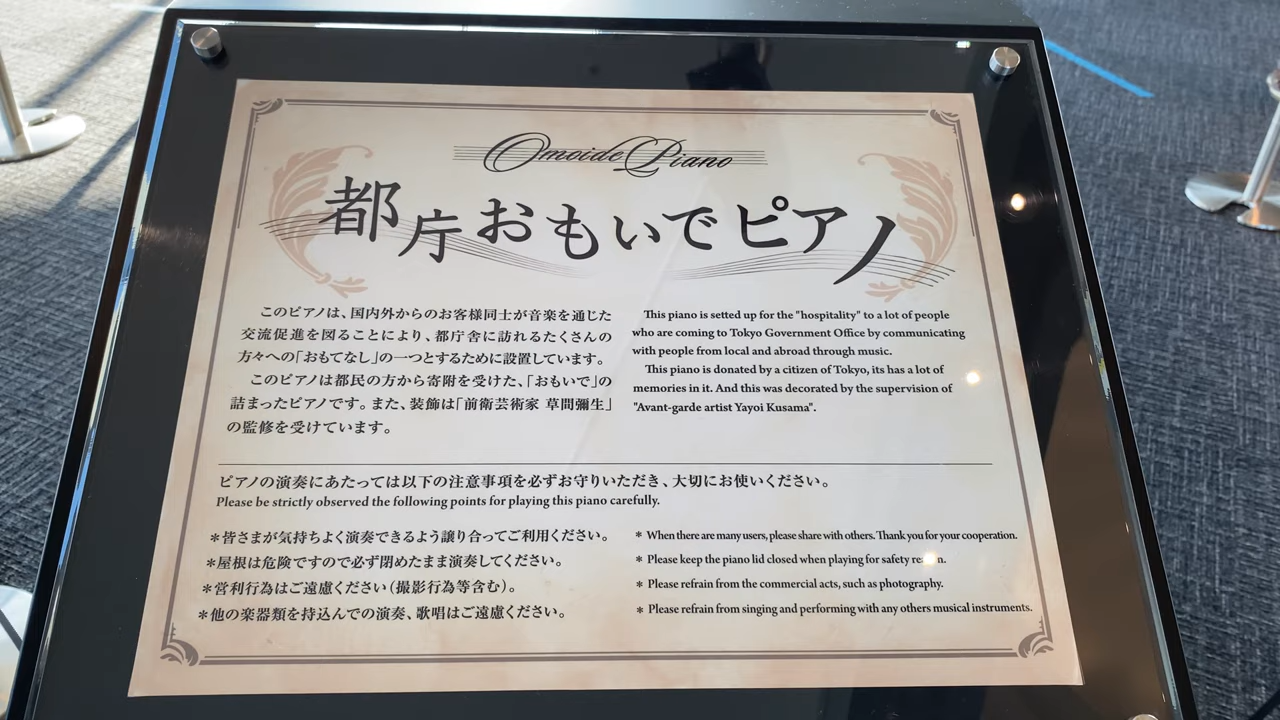 Omoide Piano
都庁おもいでピアノ
このピアノは、国内外からのお客様同士が音楽を通じた
交流促進を図ることにより、都庁舎に訪れるたくさんの
方々への「おもてなし」の一つとするために設置しています。
このピアノは都民の方から寄附を受けた、「おもいで」の
詰まったピアノです。また、装飾は「前衛芸術家 草間彌生」
の監修を受けています。
This piano is setted up for the "hospitality" to a lot of people
who are coming to Tokyo Government Office by communicating
with people from local and abroad through music.
This piano is donated by a citizen of Tokyo, its has a lot of
memories in it. And this was decorated by the supervision of
"Avant-garde artist Yayoi Kusama".
ピアノの演奏にあたっては以下の注意事項を必ずお守りいただき、大切にお使いください。
Please be strictly observed the following points for playing this piano carefully.
＊皆さまが気持ちよく演奏できるよう譲り合ってご利用ください。
＊屋根は危険ですので必ず閉めたまま演奏してください。
＊営利行為はご遠慮ください（撮影行為等含む）。
＊他の楽器類を持込んでの演奏、歌唱はご遠慮ください。
＊ When there are many users, please share with others. Thank you for your cooperation.
＊ Please keep the piano lid closed when playing for safety
＊ Please refrain from the commercial acts, such as photography.
＊ Please refrain from singing and performing with any others musical instruments.